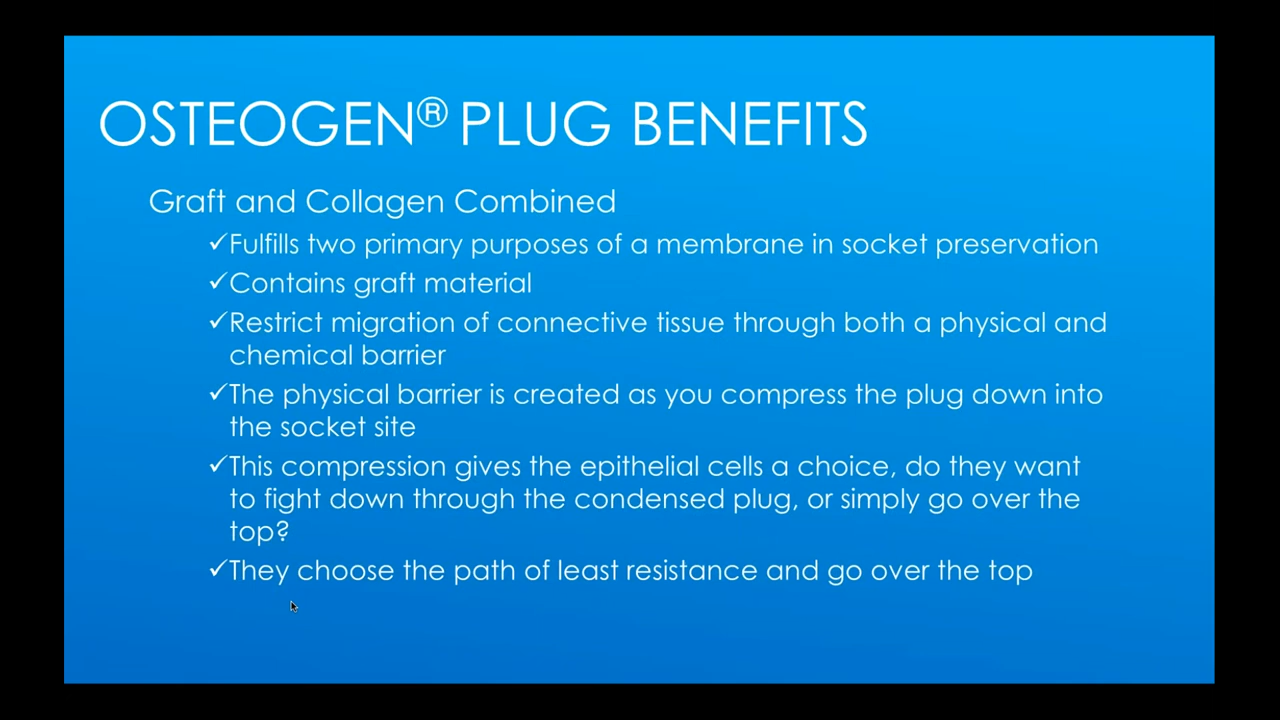 OSTEOGEN® PLUG BENEFITS
Graft and Collagen Combined
✓Fulfills two primary purposes of a membrane in socket preservation
✓Contains graft material
✓Restrict migration of connective tissue through both a physical and
chemical barrier
✓The physical barrier is created as you compress the plug down into
the socket site
✓This compression gives the epithelial cells a choice, do they want
to fight down through the condensed plug, or simply go over the
top?
✓They choose the path of least resistance and go over the top